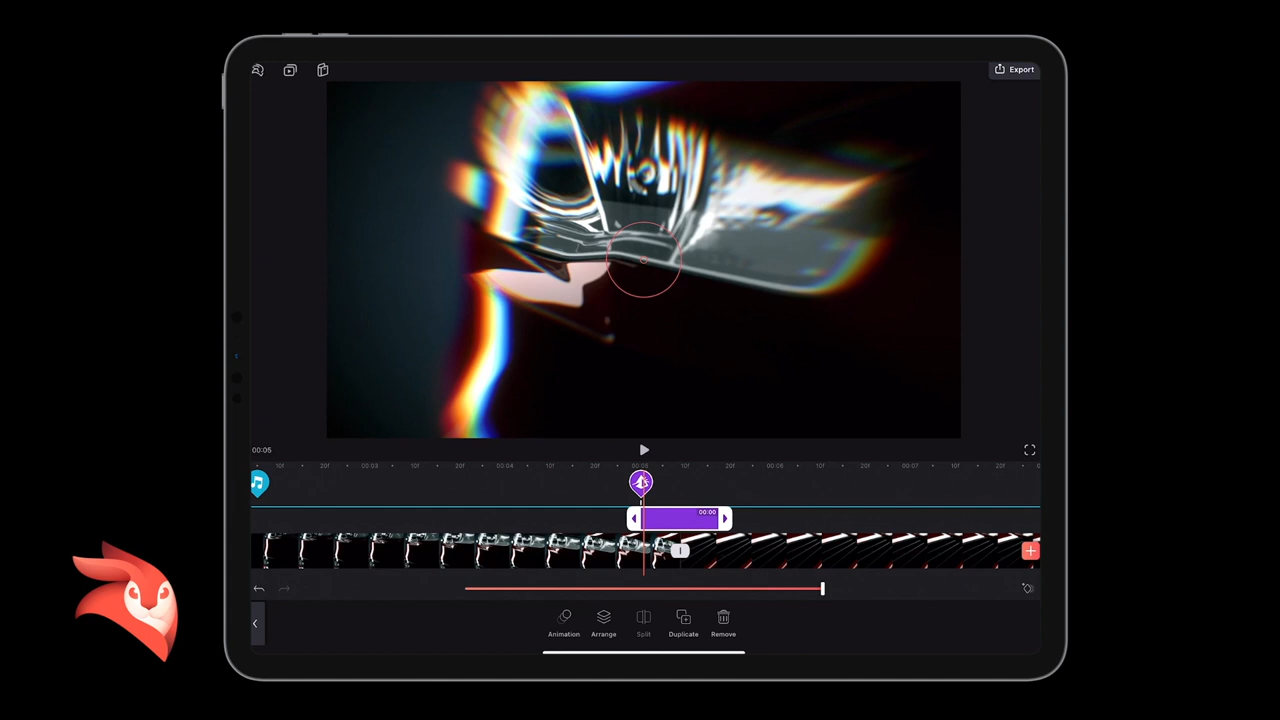 Export
00:05
10f 20f 00:03 10f 20f 00:04 10f 20f 00:05 10f 20f 00:06 10f 20f 00:07 10f 20f
00:00
Animation Arrange Split Duplicate Remove